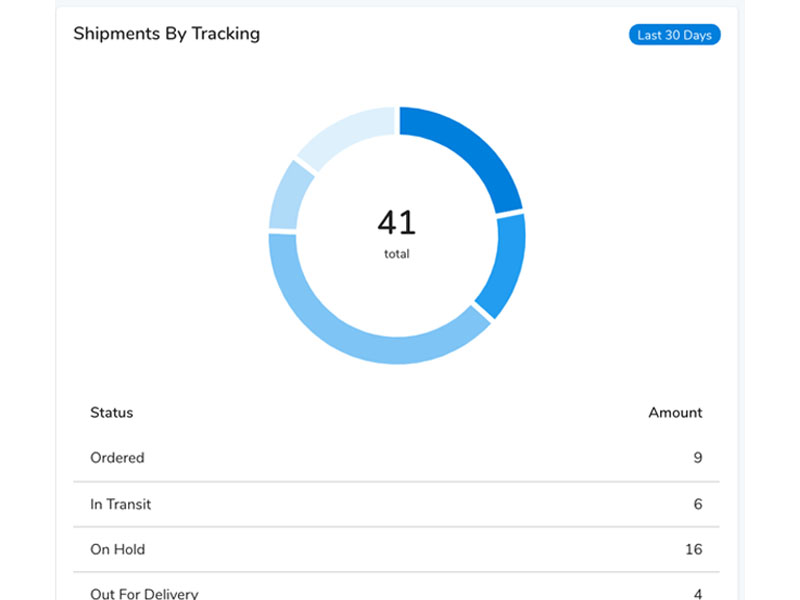 Shipments By Tracking Last 30 Days
41
total
Status Amount
Ordered 9
In Transit 6
On Hold 16
Out For Delivery 4